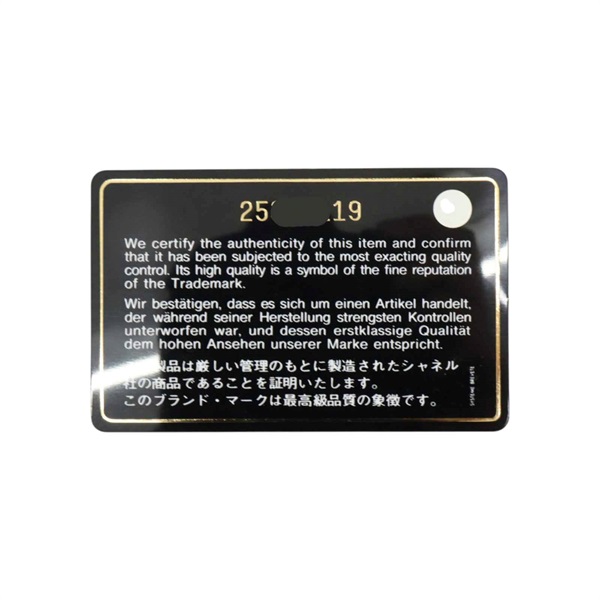 25 19
We certify the authenticity of this item and confirm
that it has been subjected to the most exacting quality
control. Its high quality is a symbol of the fine reputation
of the Trademark.
Wir bestätigen, dass es sich um einen Artikel handelt,
der während seiner Herstellung strengsten Kontrollen
unterworfen war, und dessen erstklassige Qualität
dem hohen Ansehen unserer Marke entspricht.
製品は厳しい管理のもとに製造されたシャネル
社の商品であることを証明いたします。
このブランド・マークは最高級品質の象徴です。